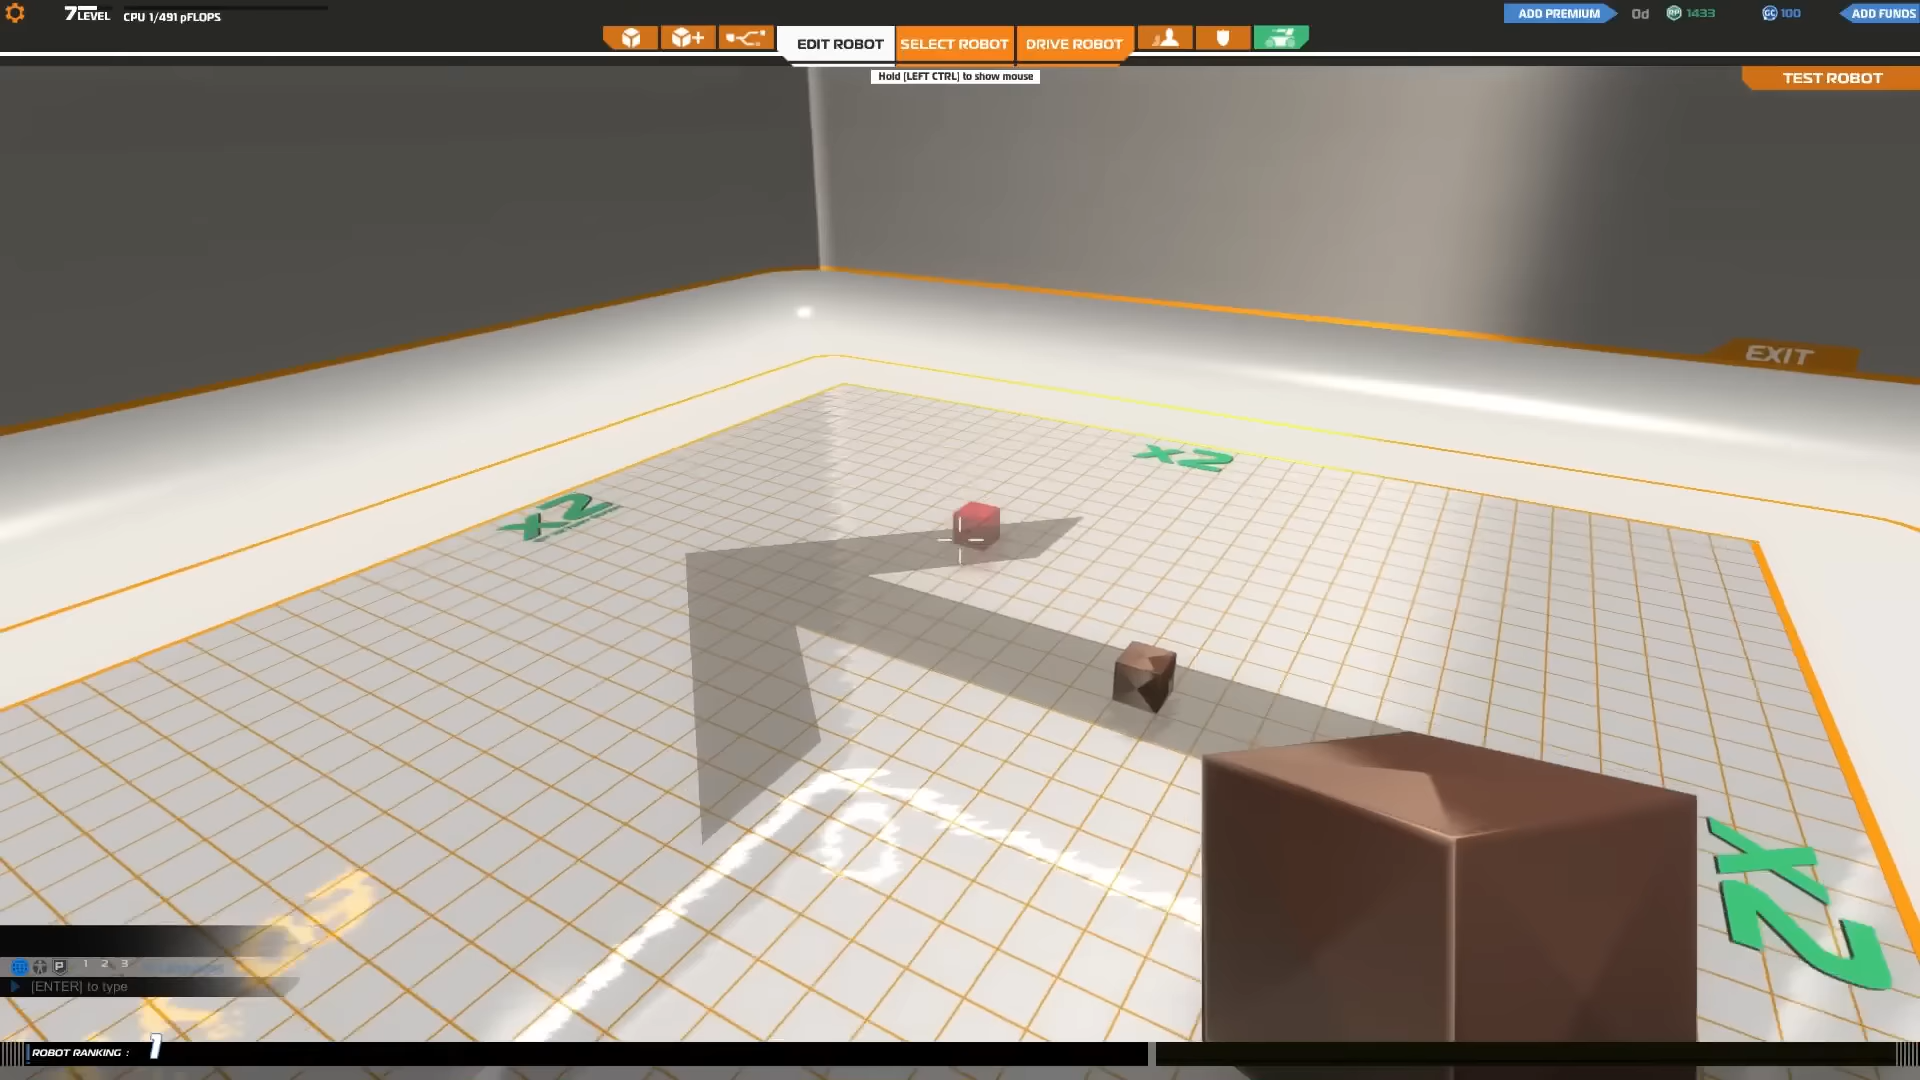 7 LEVEL CPU 1/491 pFLOPS
ADD PREMIUM 0d RP 1433 GC 100 ADD FUNDS
EDIT ROBOT SELECT ROBOT DRIVE ROBOT
Hold [LEFT CTRL] to show mouse
TEST ROBOT
EXIT
x2
x2
x2
P 1 2 3
[ENTER] to type
ROBOT RANKING : 1